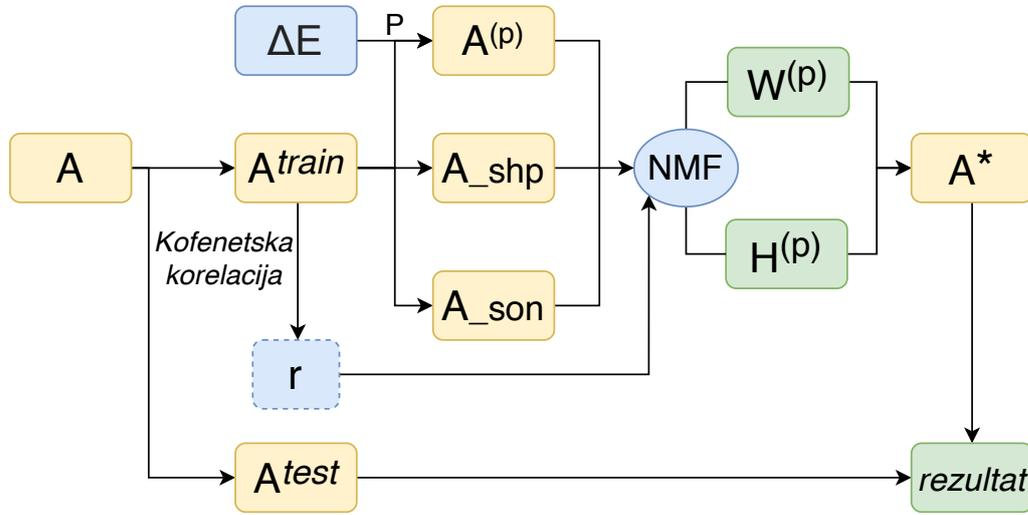 ΔE
P
A(p)
W(p)
A
Atrain
A_shp
NMF
A*
Kofenetska
korelacija
H(p)
A_son
r
Atest
rezultat